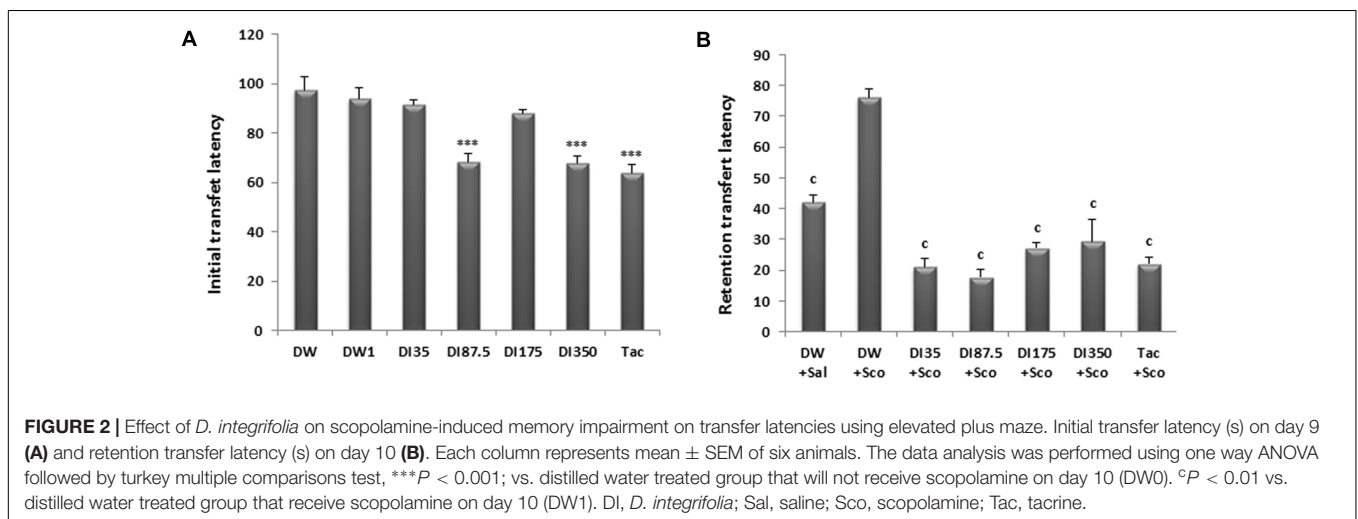 A
120
100
80
60
40
20
0
Initial transfet latency
***
***
***
DW DW1 DI35 DI87.5 DI175 DI350 Tac
B
90
80
70
60
50
40
30
20
10
0
Retention transfert latency
c
c
c
c
c
c
DW DW DI35 DI87.5 DI175 DI350 Tac
+Sal +Sco +Sco +Sco +Sco +Sco +Sco
FIGURE 2 | Effect of D. integrifolia on scopolamine-induced memory impairment on transfer latencies using elevated plus maze. Initial transfer latency (s) on day 9
(A) and retention transfer latency (s) on day 10 (B). Each column represents mean ± SEM of six animals. The data analysis was performed using one way ANOVA
followed by turkey multiple comparisons test, ***P < 0.001; vs. distilled water treated group that will not receive scopolamine on day 10 (DW0). cP < 0.01 vs.
distilled water treated group that receive scopolamine on day 10 (DW1). DI, D. integrifolia; Sal, saline; Sco, scopolamine; Tac, tacrine.